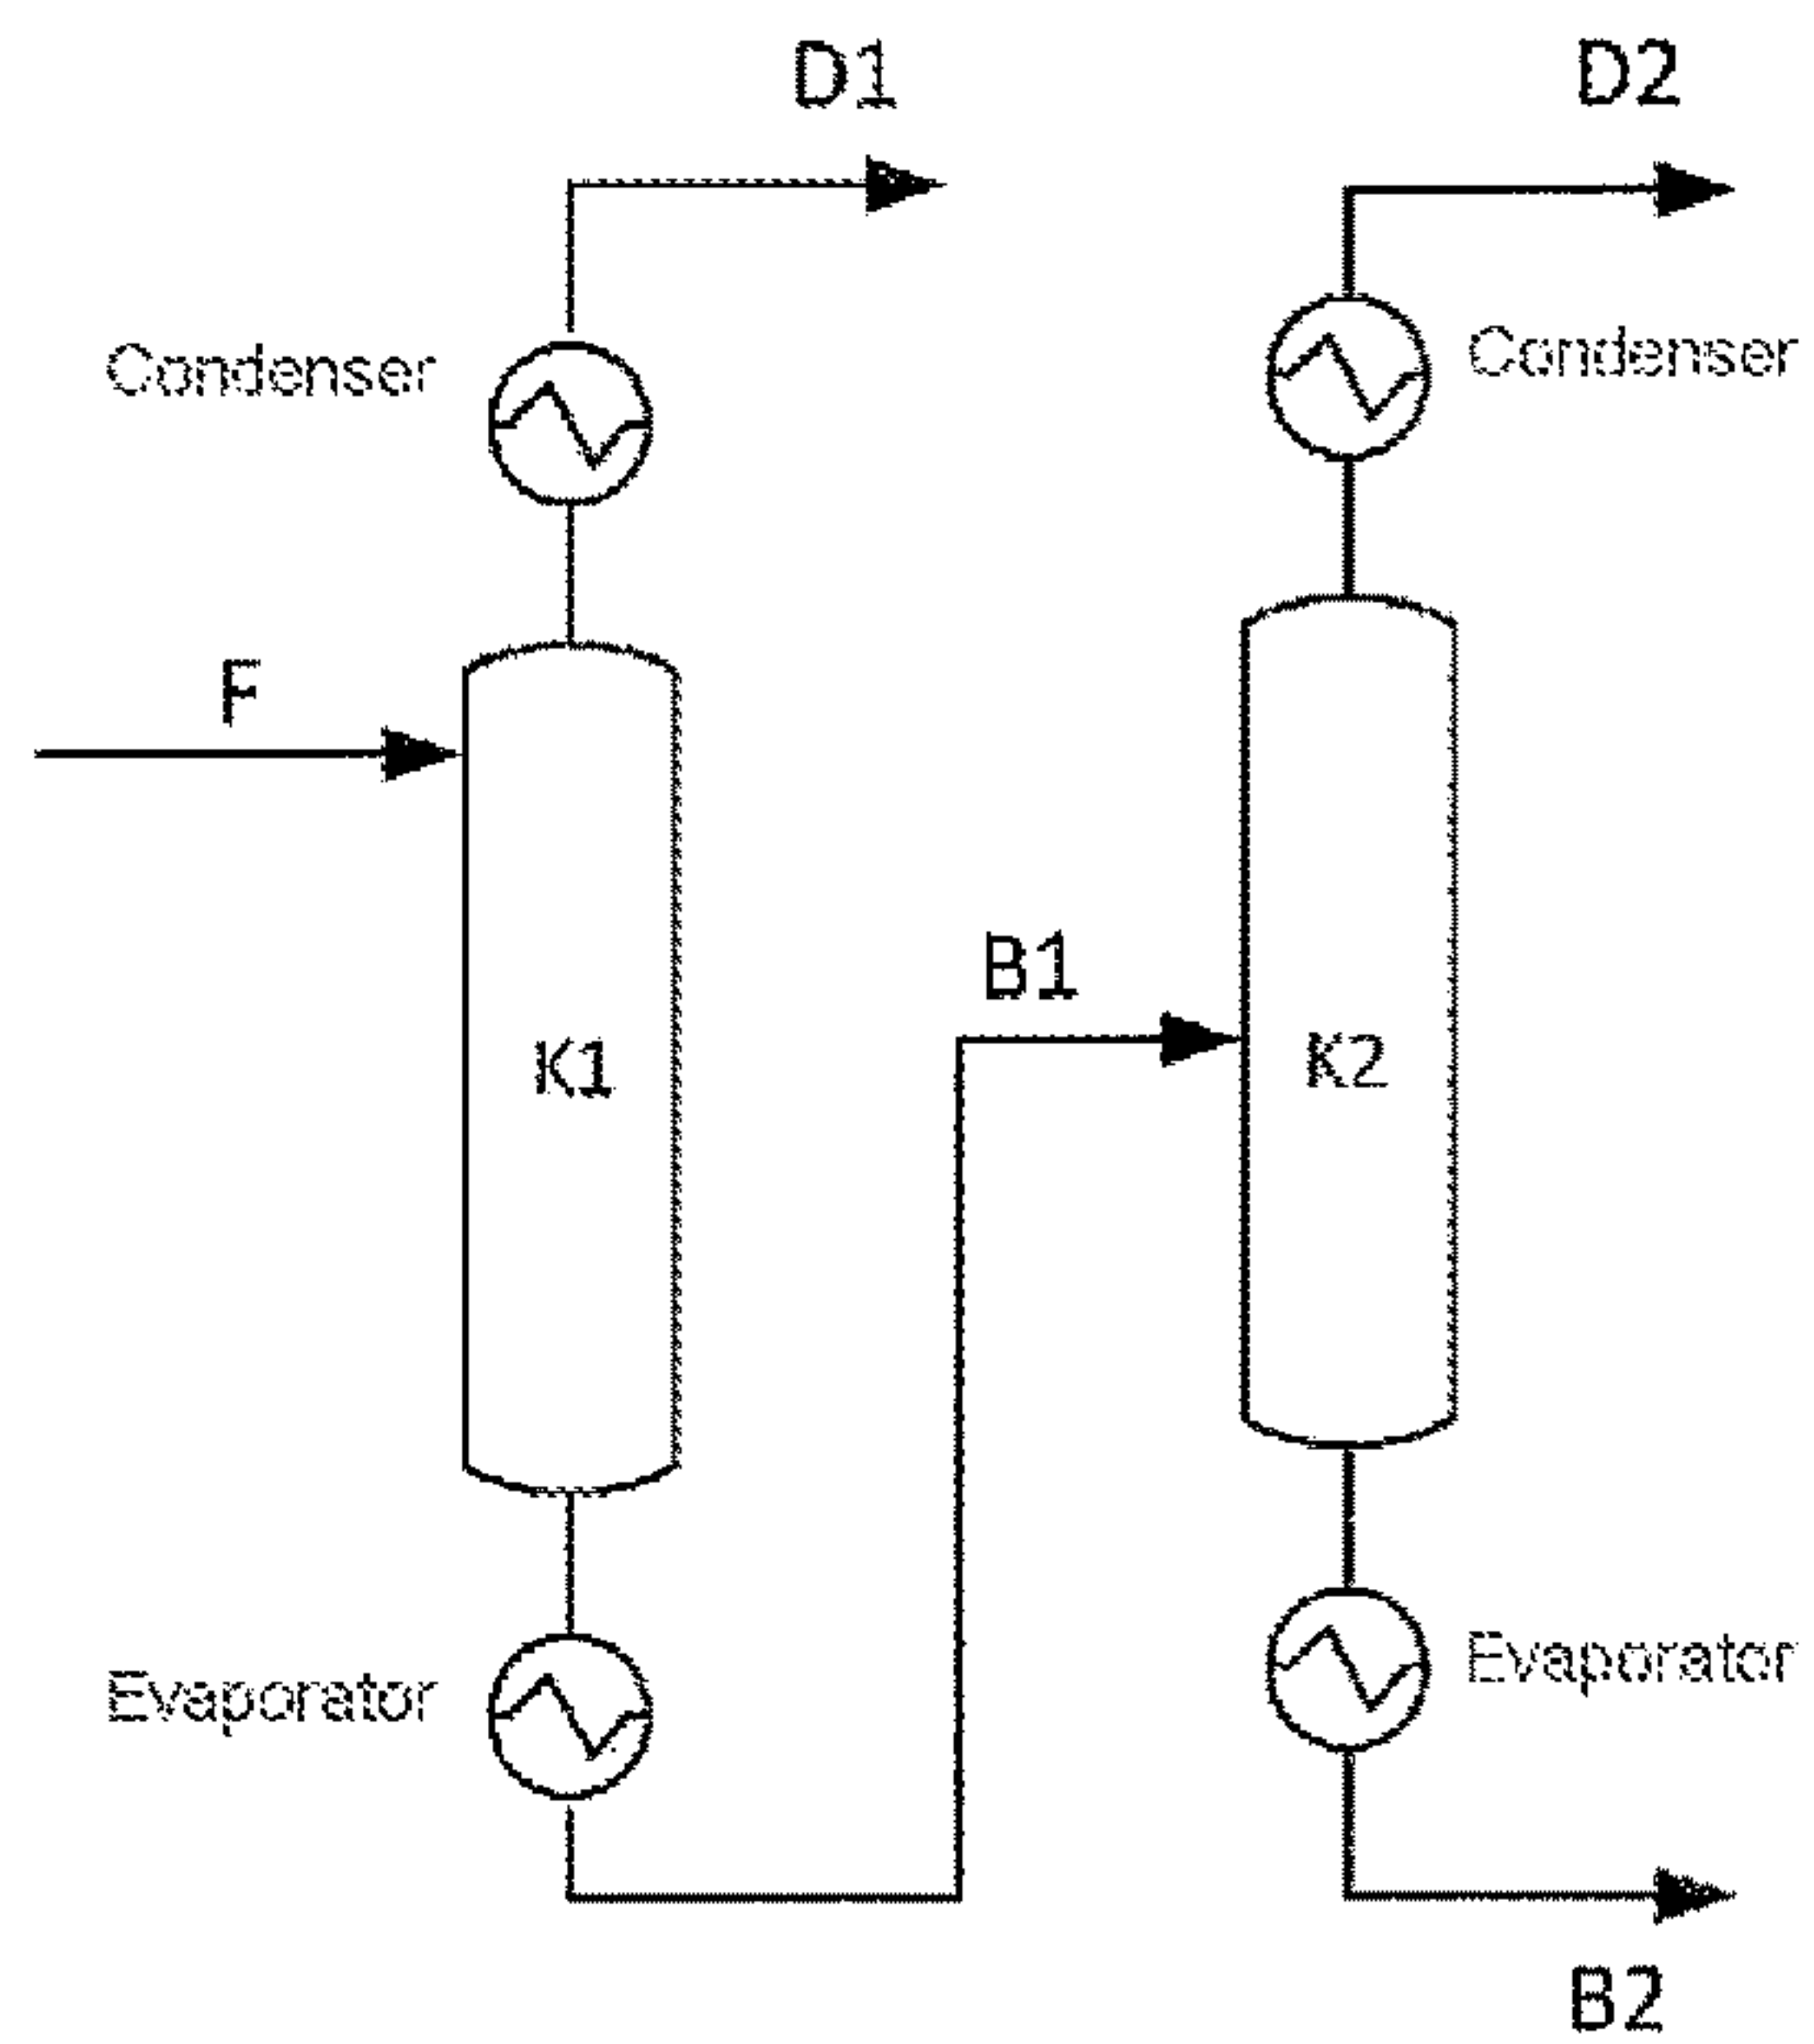 D1
D2
Condenser
Condenser
F
B1
K1
K2
Evaporator
Evaporator
B2